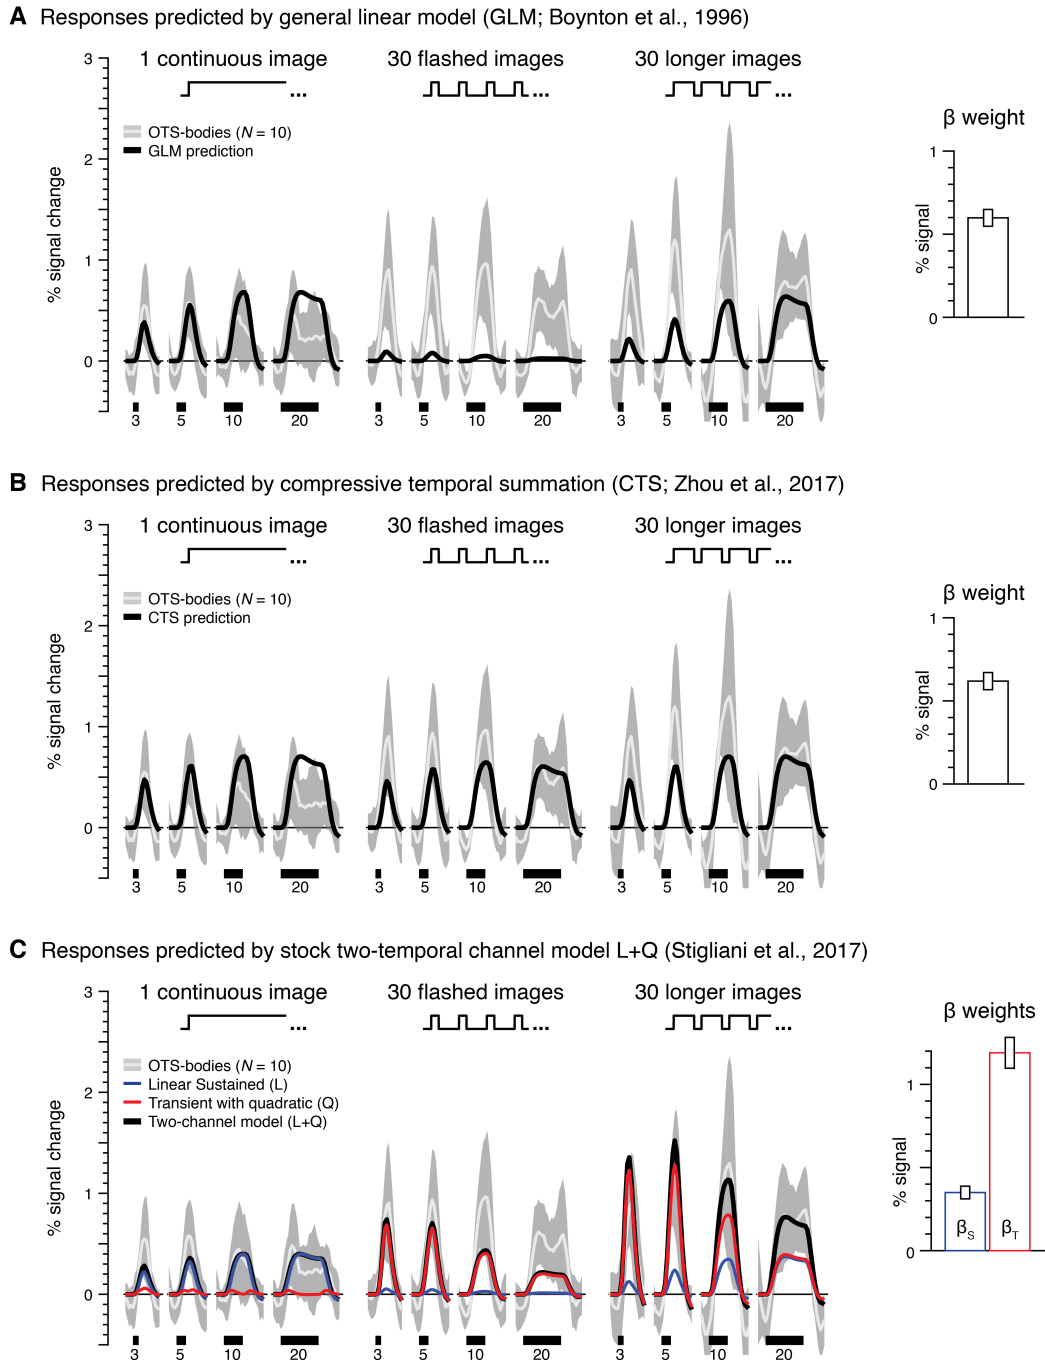 A Responses predicted by general linear model (GLM; Boynton et al., 1996)
1 continuous image
30 flashed images
30 longer images
...
...
...
OTS-bodies (N = 10)
GLM prediction
% signal change
3
2
1
0
3
5
10
20
3
5
10
20
3
5
10
20
β weight
% signal
1
0
B Responses predicted by compressive temporal summation (CTS; Zhou et al., 2017)
1 continuous image
30 flashed images
30 longer images
...
...
...
OTS-bodies (N = 10)
CTS prediction
% signal change
3
2
1
0
3
5
10
20
3
5
10
20
3
5
10
20
β weight
% signal
1
0
C Responses predicted by stock two-temporal channel model L+Q (Stigliani et al., 2017)
1 continuous image
30 flashed images
30 longer images
...
...
...
OTS-bodies (N = 10)
Linear Sustained (L)
Transient with quadratic (Q)
Two-channel model (L+Q)
% signal change
3
2
1
0
3
5
10
20
3
5
10
20
3
5
10
20
β weights
% signal
1
0
βS
βT